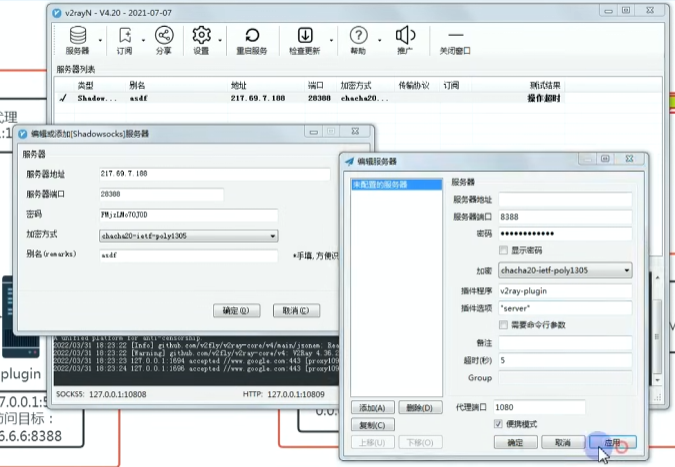 v2rayN - V4.20 - 2021-07-07
服务器
订阅
分享
设置
重启服务
检查更新
帮助
推广
关闭窗口
服务器列表
类型 别名 地址 端口 加密方式 传输协议 订阅 测试结果
Shadow... asdf 217.69.7.188 28388 chacha20... 操作超时
代理
编辑或添加[Shadowsocks]服务器
服务器
服务器地址 217.69.7.188
服务器端口 28388
密码
加密方式 chacha20-ietf-poly1305
别名(remarks) asdf *手填,方便识
确定(O) 取消(C)
编辑服务器
未配置的服务器
服务器
服务器地址
服务器端口 8388
密码 ••••••••••••
显示密码
加密 chacha20-ietf-poly1305
插件程序 v2ray-plugin
插件选项 "server"
需要命令行参数
备注
超时(秒) 5
Group
添加(A) 删除(D)
复制(C)
上移(U) 下移(O)
代理端口 1080
便携模式
确定 取消 应用
A unified platform for anti-censorship.
2022/03/31 18:23:22 [Info] github.com/v2fly/v2ray-core/v4/main/jsonem: Rea
2022/03/31 18:23:22 [Warning] github.com/v2fly/v2ray-core/v4: V2Ray 4.36.2
2022/03/31 18:23:23 127.0.0.1:1694 accepted //www.google.com:443 [proxy109
2022/03/31 18:23:24 127.0.0.1:1696 accepted //www.google.com:443 [proxy109
SOCKS5: 127.0.0.1:10808 HTTP: 127.0.0.1:10809
plugin
7.0.0.1:5
访问目标：
6.6.6:8388
0.0.